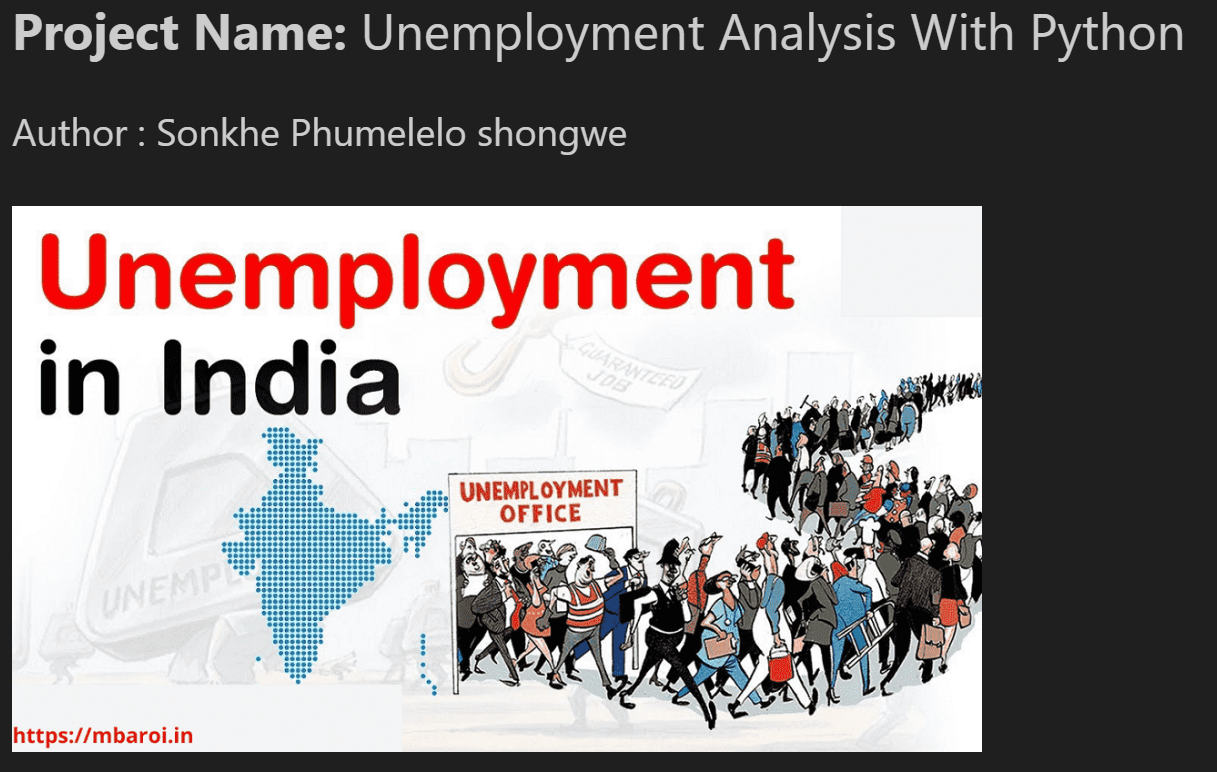 Project Name: Unemployment Analysis With Python
Author : Sonkhe Phumelelo shongwe
Unemployment
in India
GUARANTEED
JOB
UNEMPLOYMENT
OFFICE
UNEMPL
https://mbaroi.in